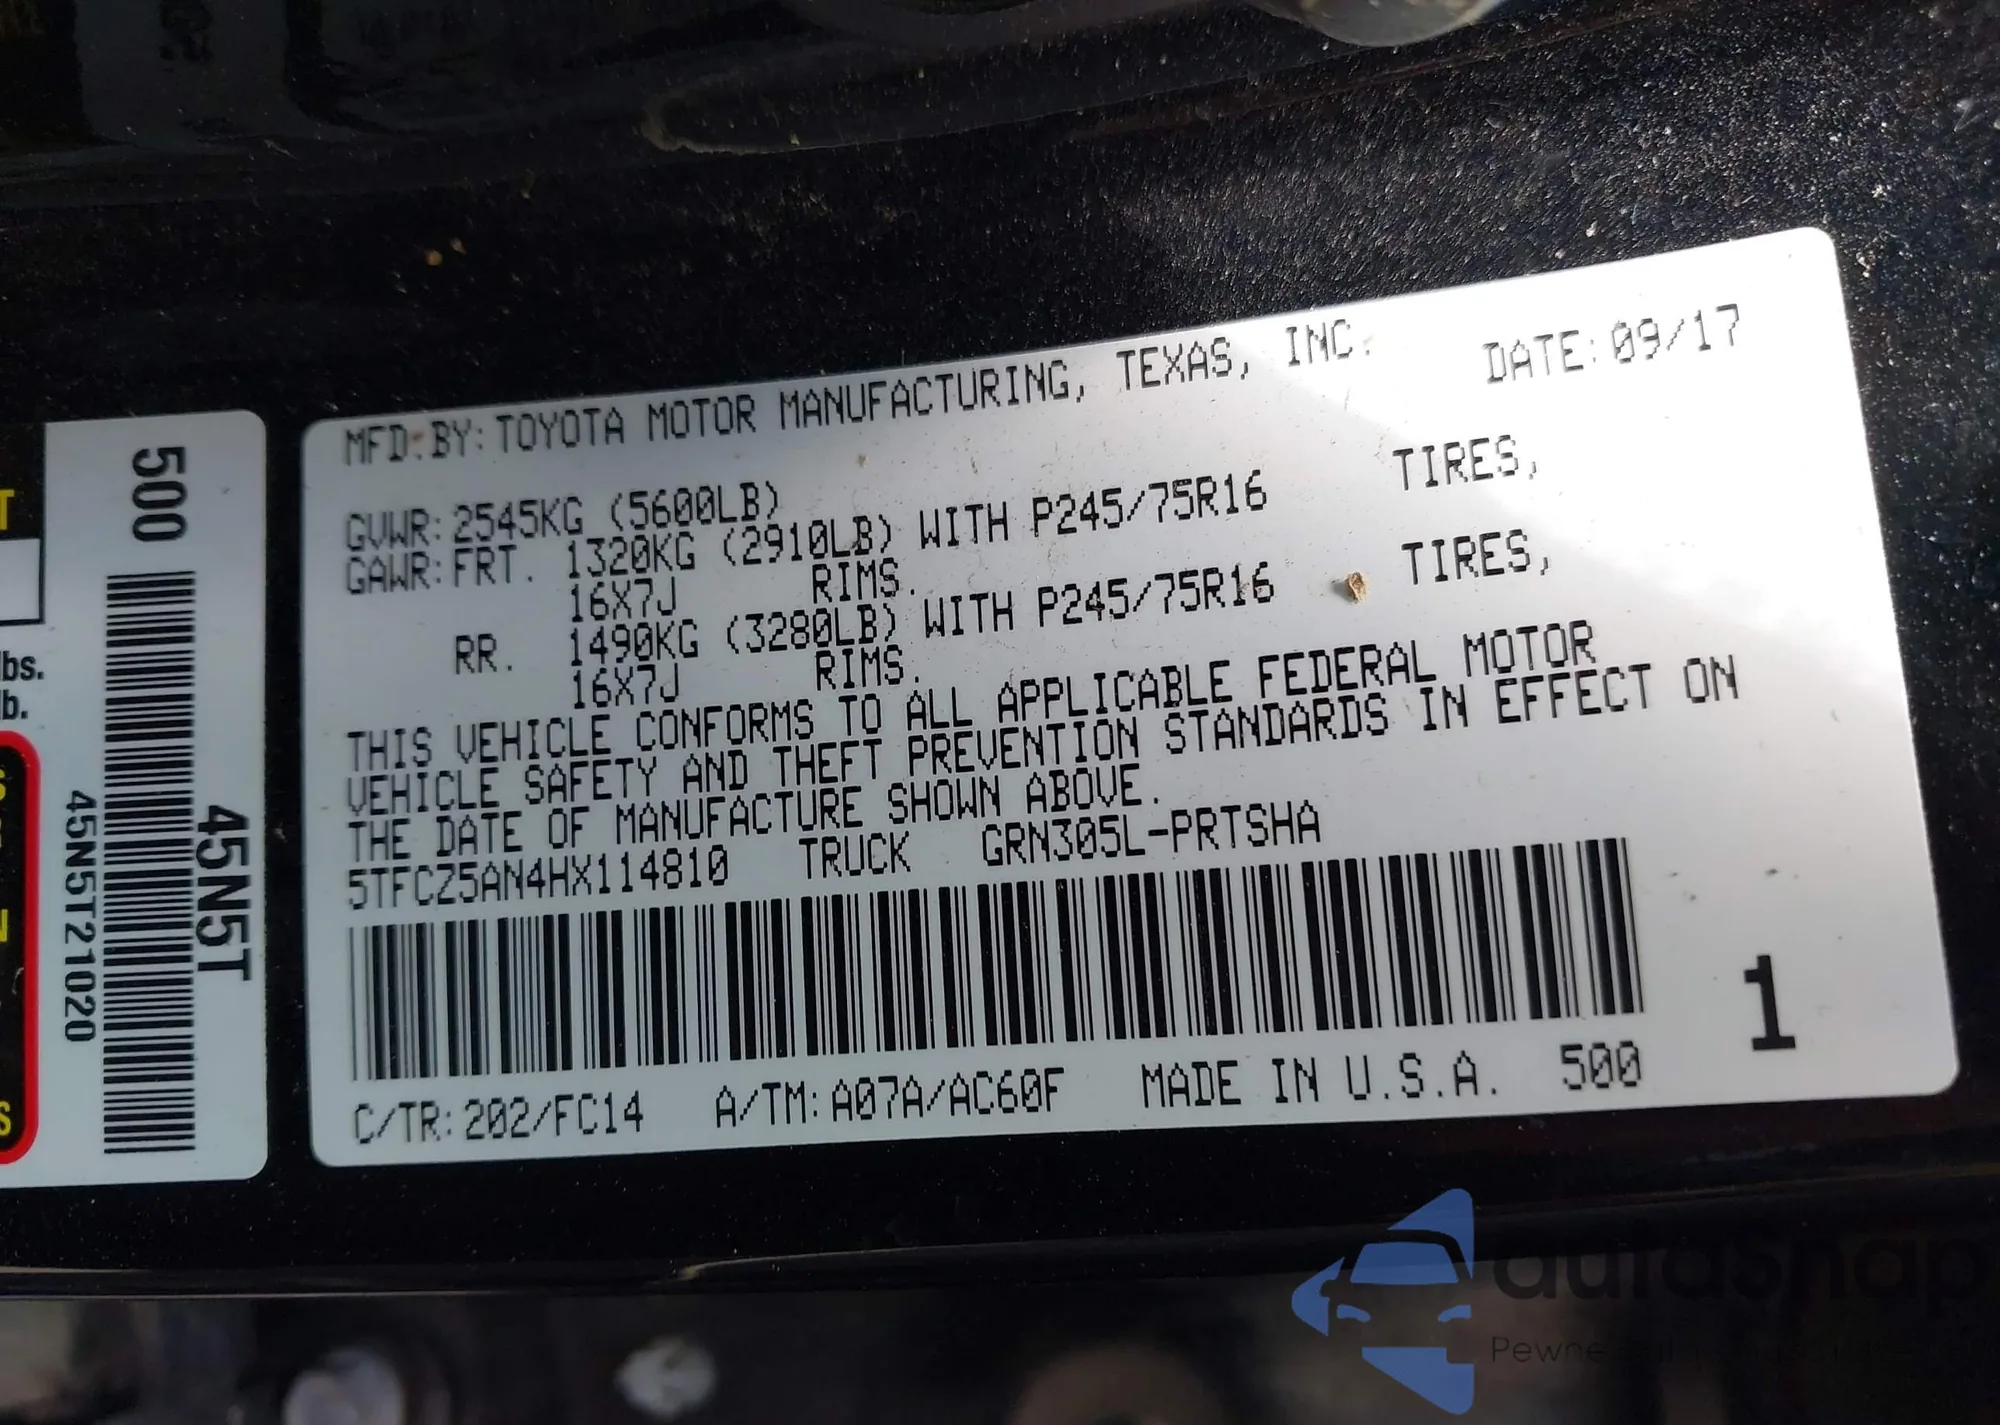 MFD.BY:TOYOTA MOTOR MANUFACTURING, TEXAS, INC. DATE:09/17
GVWR:2545KG (5600LB)
GAWR:FRT. 1320KG (2910LB) WITH P245/75R16 TIRES,
16X7J RIMS.
RR. 1490KG (3280LB) WITH P245/75R16 TIRES,
16X7J RIMS.
THIS VEHICLE CONFORMS TO ALL APPLICABLE FEDERAL MOTOR
VEHICLE SAFETY AND THEFT PREVENTION STANDARDS IN EFFECT ON
THE DATE OF MANUFACTURE SHOWN ABOVE.
5TFCZ5AN4HX114810 TRUCK GRN305L-PRTSHA
1
C/TR:202/FC14 A/TM:A07A/AC60F MADE IN U.S.A. 500
500
45N5T
45N5T21020
T
lbs.
lb.
S
autasnap